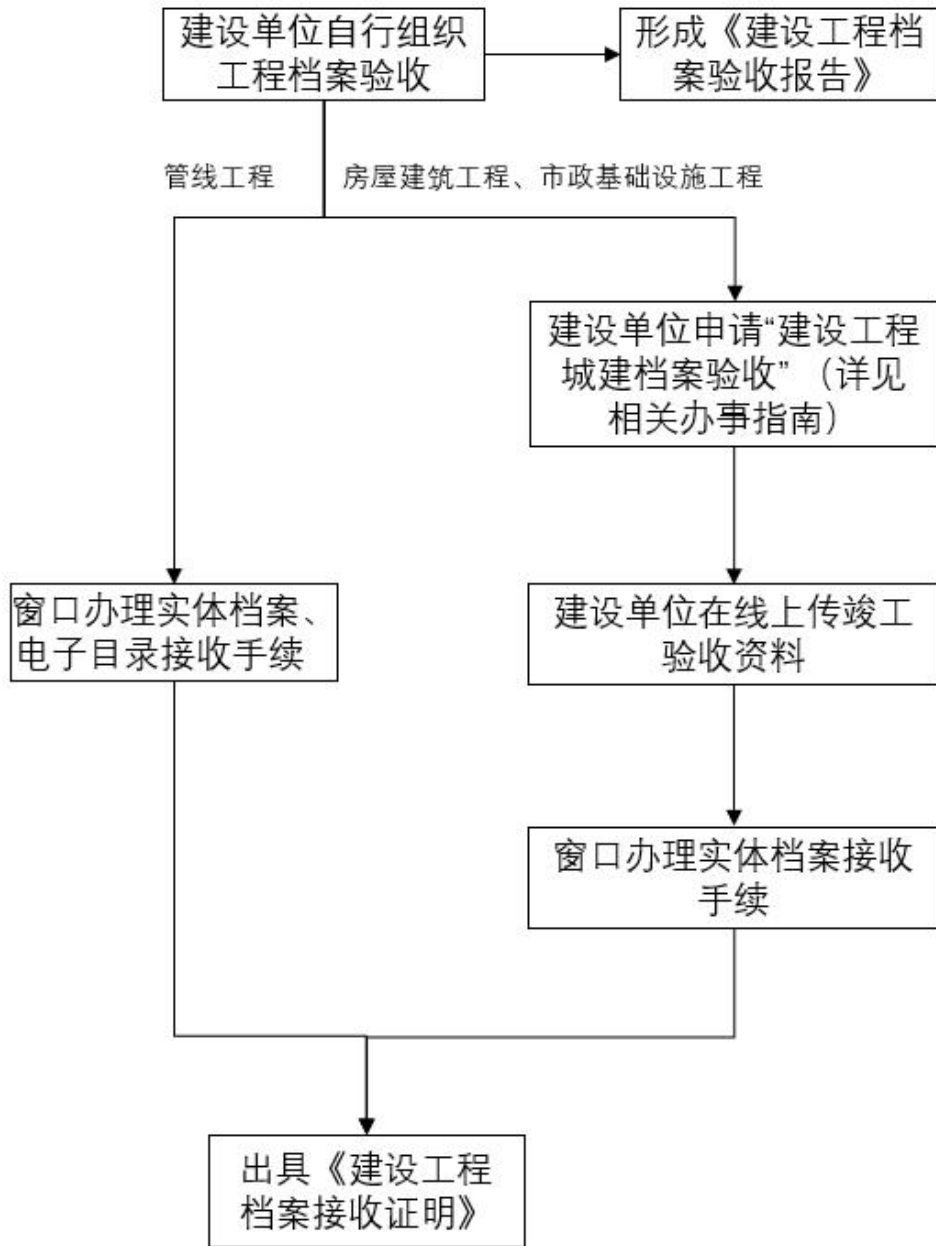 建设单位自行组织
工程档案验收
形成《建设工程档
案验收报告》
管线工程
房屋建筑工程、市政基础设施工程
建设单位申请“建设工程
城建档案验收”（详见
相关办事指南）
窗口办理实体档案、
电子目录接收手续
建设单位在线上传竣工
验收资料
窗口办理实体档案接收
手续
出具《建设工程
档案接收证明》